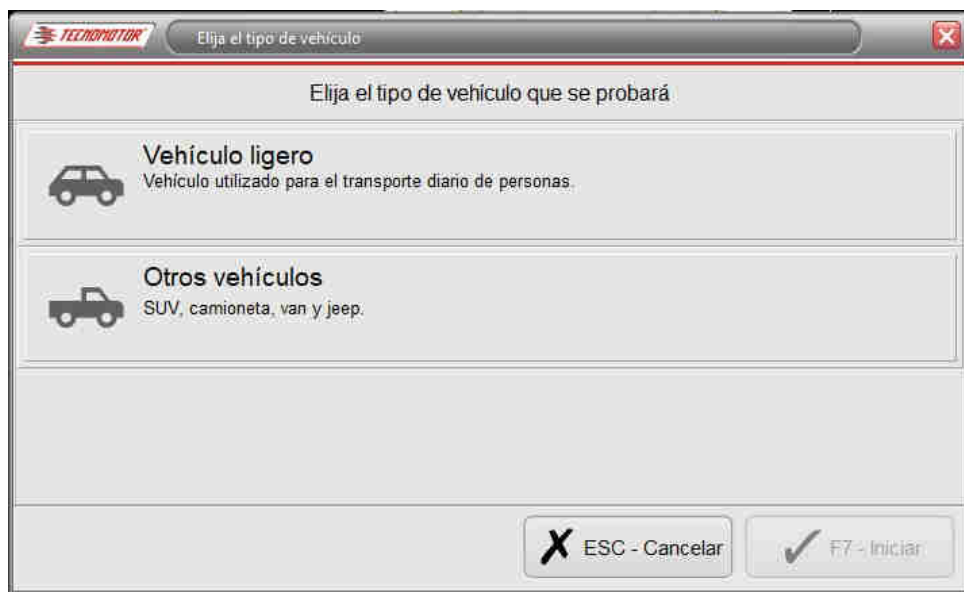 TECNOMOTOR
Elija el tipo de vehículo
Elija el tipo de vehículo que se probará
Vehículo ligero
Vehículo utilizado para el transporte diario de personas.
Otros vehículos
SUV, camioneta, van y jeep.
ESC - Cancelar
F7 - Iniciar